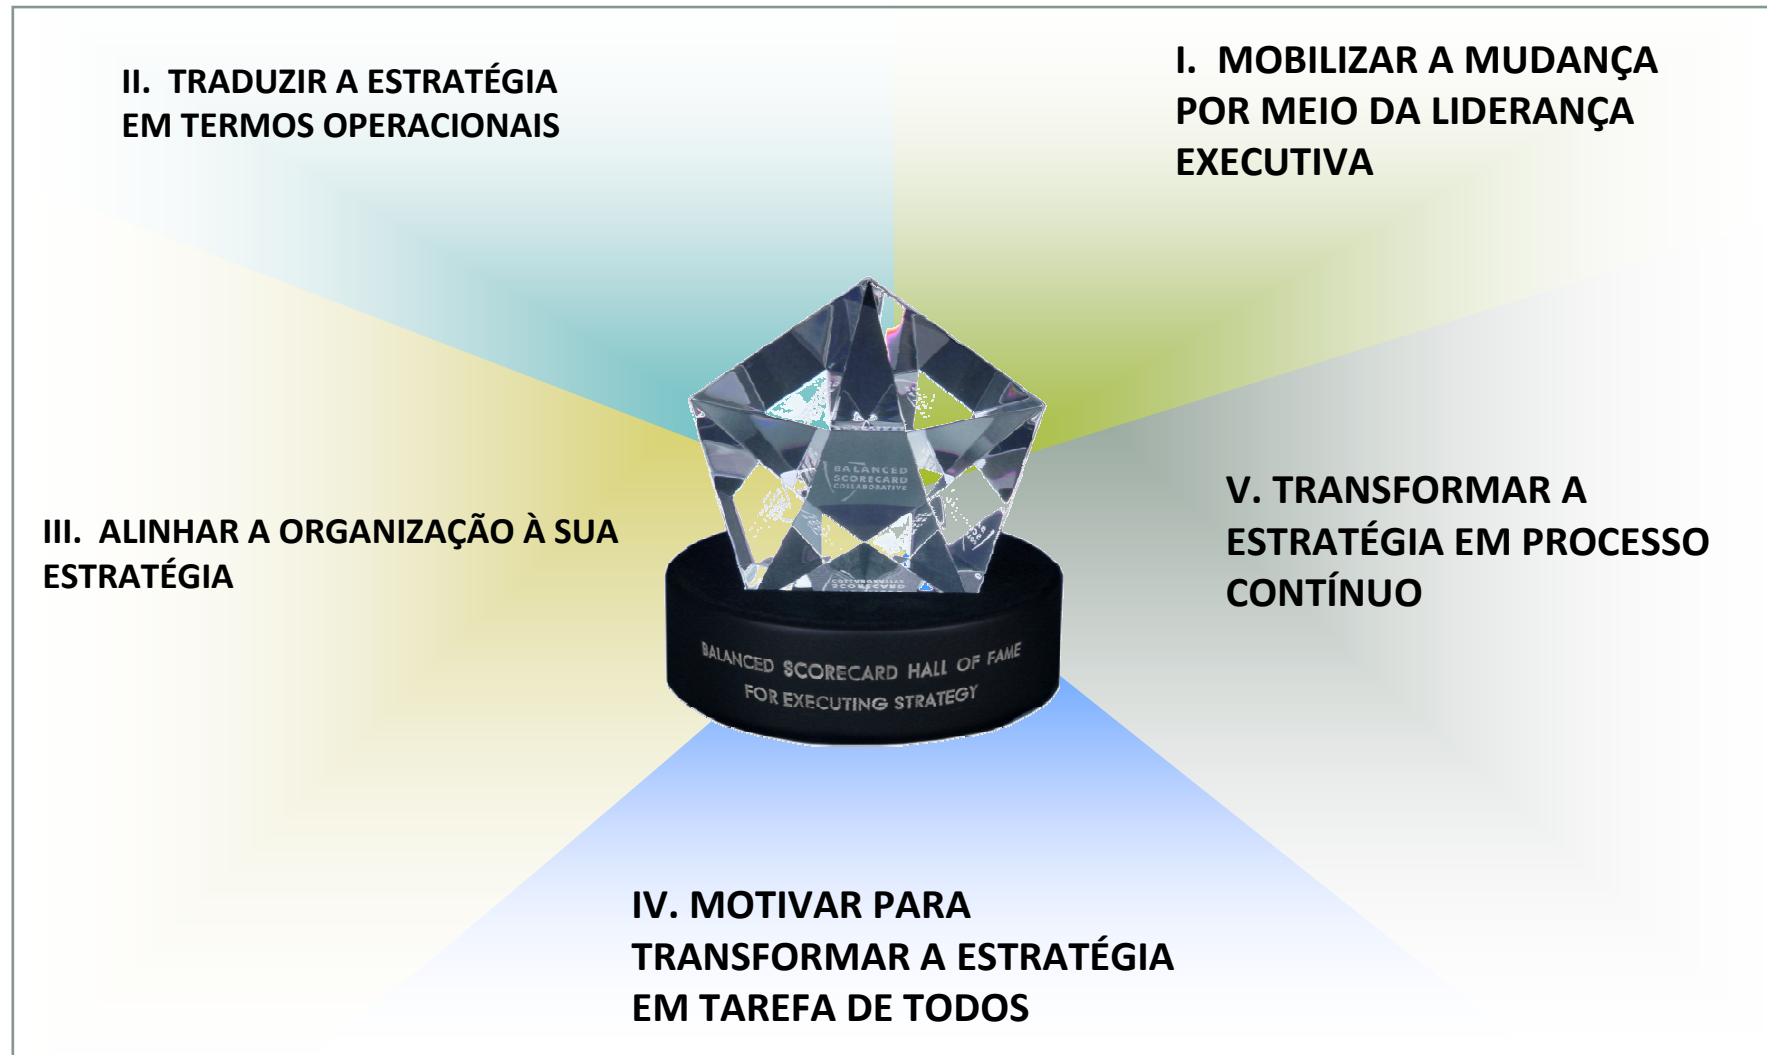 II. TRADUZIR A ESTRATÉGIA
EM TERMOS OPERACIONAIS
I. MOBILIZAR A MUDANÇA
POR MEIO DA LIDERANÇA
EXECUTIVA
III. ALINHAR A ORGANIZAÇÃO À SUA
ESTRATÉGIA
BALANCED
SCORECARD
COLLABORATIVE
V. TRANSFORMAR A
ESTRATÉGIA EM PROCESSO
CONTÍNUO
BALANCED SCORECARD HALL OF FAME
FOR EXECUTING STRATEGY
IV. MOTIVAR PARA
TRANSFORMAR A ESTRATÉGIA
EM TAREFA DE TODOS